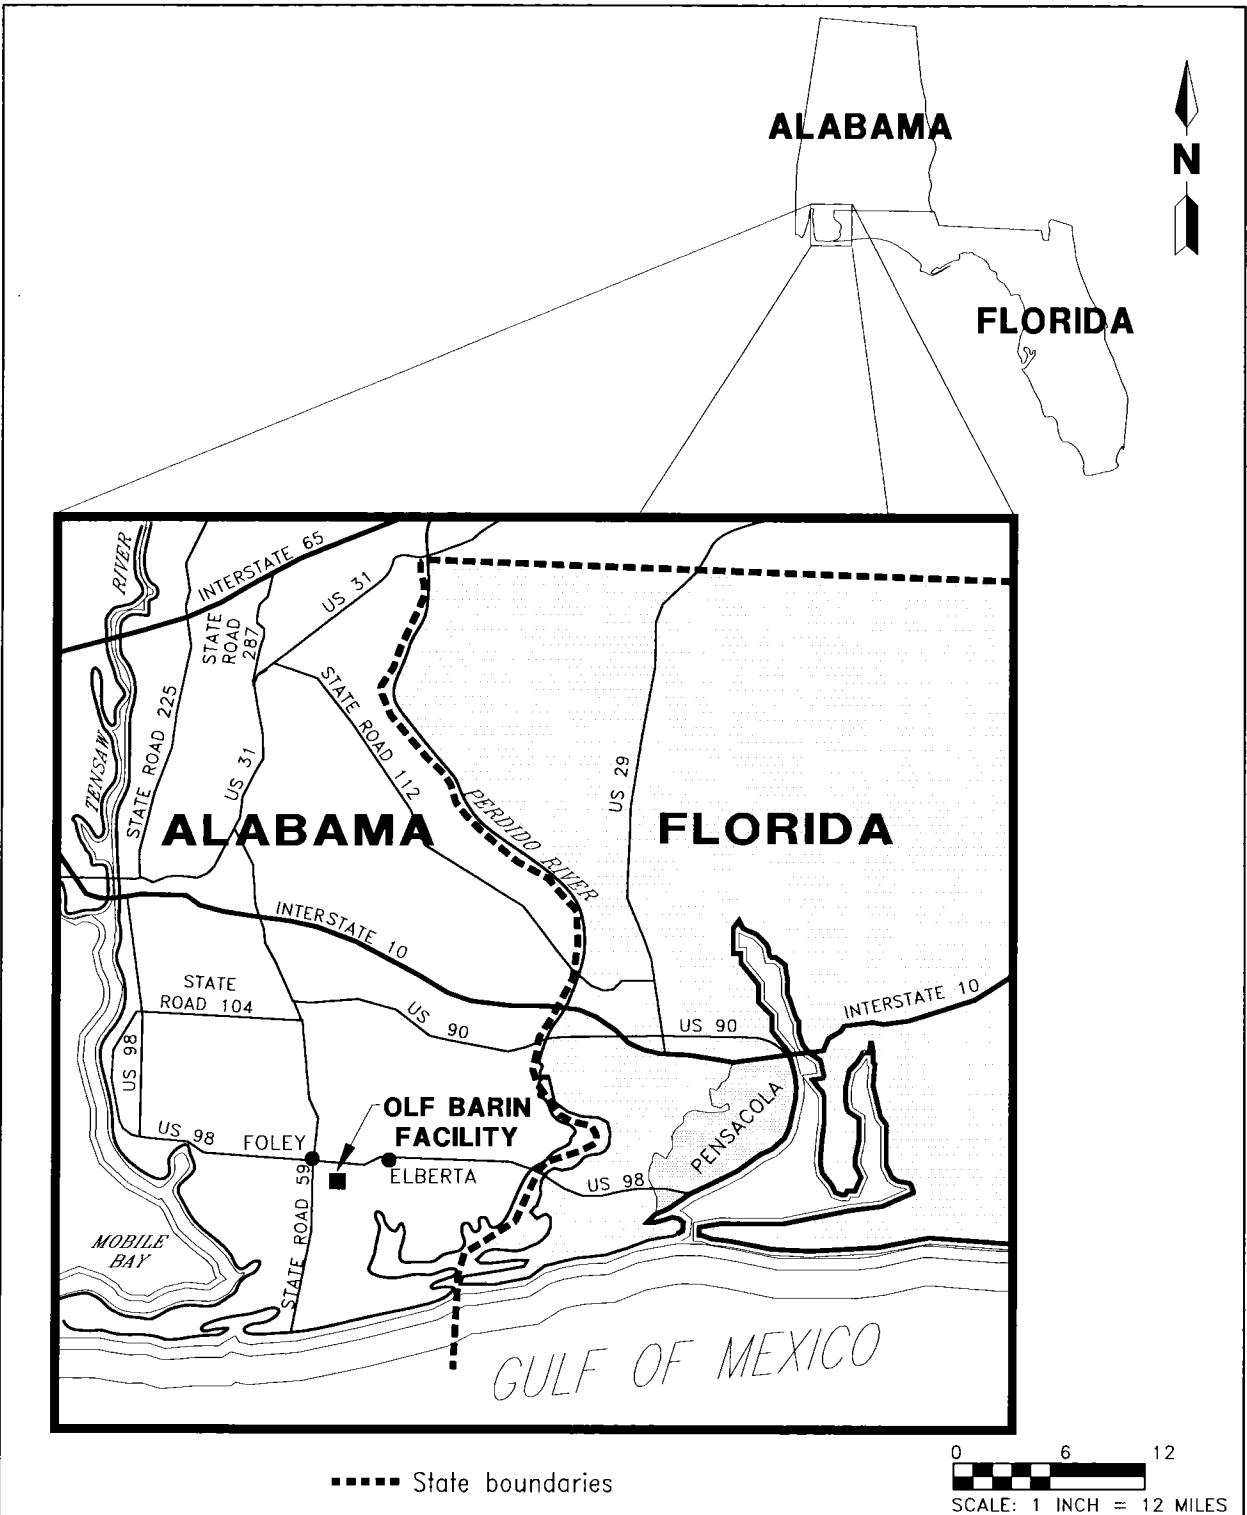 ALABAMA
N
FLORIDA
RIVER
INTERSTATE 65
US 31
STATE
ROAD
287
STATE ROAD 225
STATE ROAD 112
TENSAW
US 31
US 29
PERDIDO RIVER
ALABAMA
FLORIDA
INTERSTATE 10
STATE
ROAD 104
US 90
US 90
INTERSTATE 10
US 98
PENSACOLA
OLF BARIN
FACILITY
US 98
FOLEY
ELBERTA
US 98
STATE ROAD 59
MOBILE
BAY
GULF OF MEXICO
State boundaries
0 6 12
SCALE: 1 INCH = 12 MILES